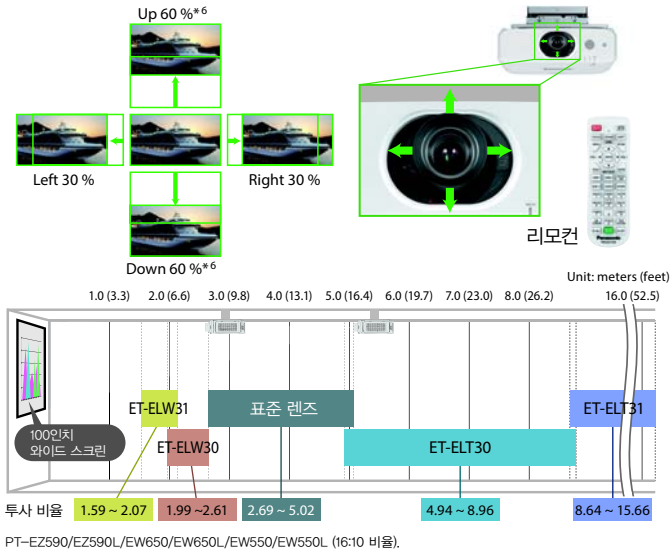 Up 60 %*6
Left 30 %
Right 30 %
Down 60 %*6
리모컨
Panasonic
Unit: meters (feet)
1.0 (3.3) 2.0 (6.6) 3.0 (9.8) 4.0 (13.1) 5.0 (16.4) 6.0 (19.7) 7.0 (23.0) 8.0 (26.2) 16.0 (52.5)
ET-ELW31 표준 렌즈 ET-ELT31
100인치
와이드 스크린
ET-ELW30 ET-ELT30
투사 비율 1.59 ~ 2.07 1.99 ~2.61 2.69 ~ 5.02 4.94 ~ 8.96 8.64 ~ 15.66
PT-EZ590/EZ590L/EW650/EW650L/EW550/EW550L (16:10 비율).